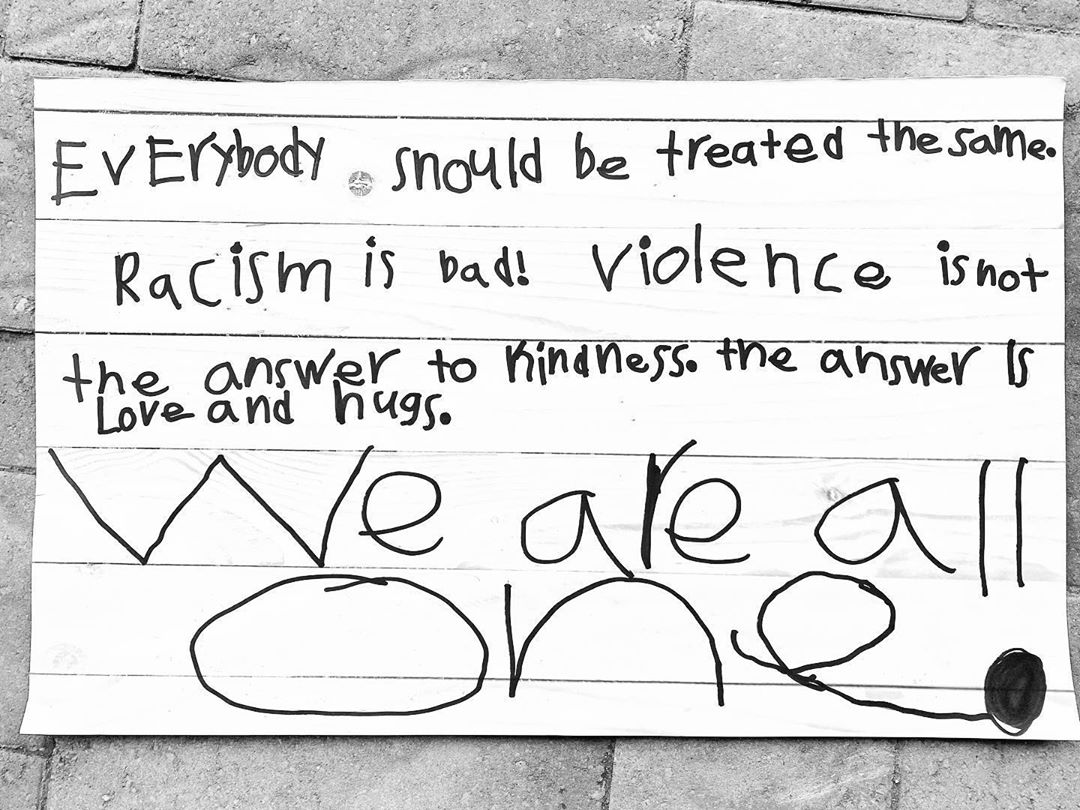 EvErybody should be treated the same.
Racism is bad! violence is not
the answer to kindness. the answer is
Love and hugs.
We are all
one.